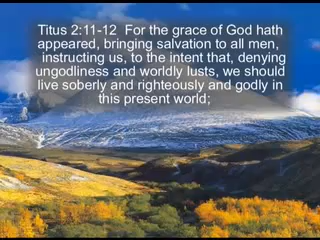 Titus 2:11-12 For the grace of God hath
appeared, bringing salvation to all men,
instructing us, to the intent that, denying
ungodliness and worldly lusts, we should
live soberly and righteously and godly in
this present world;